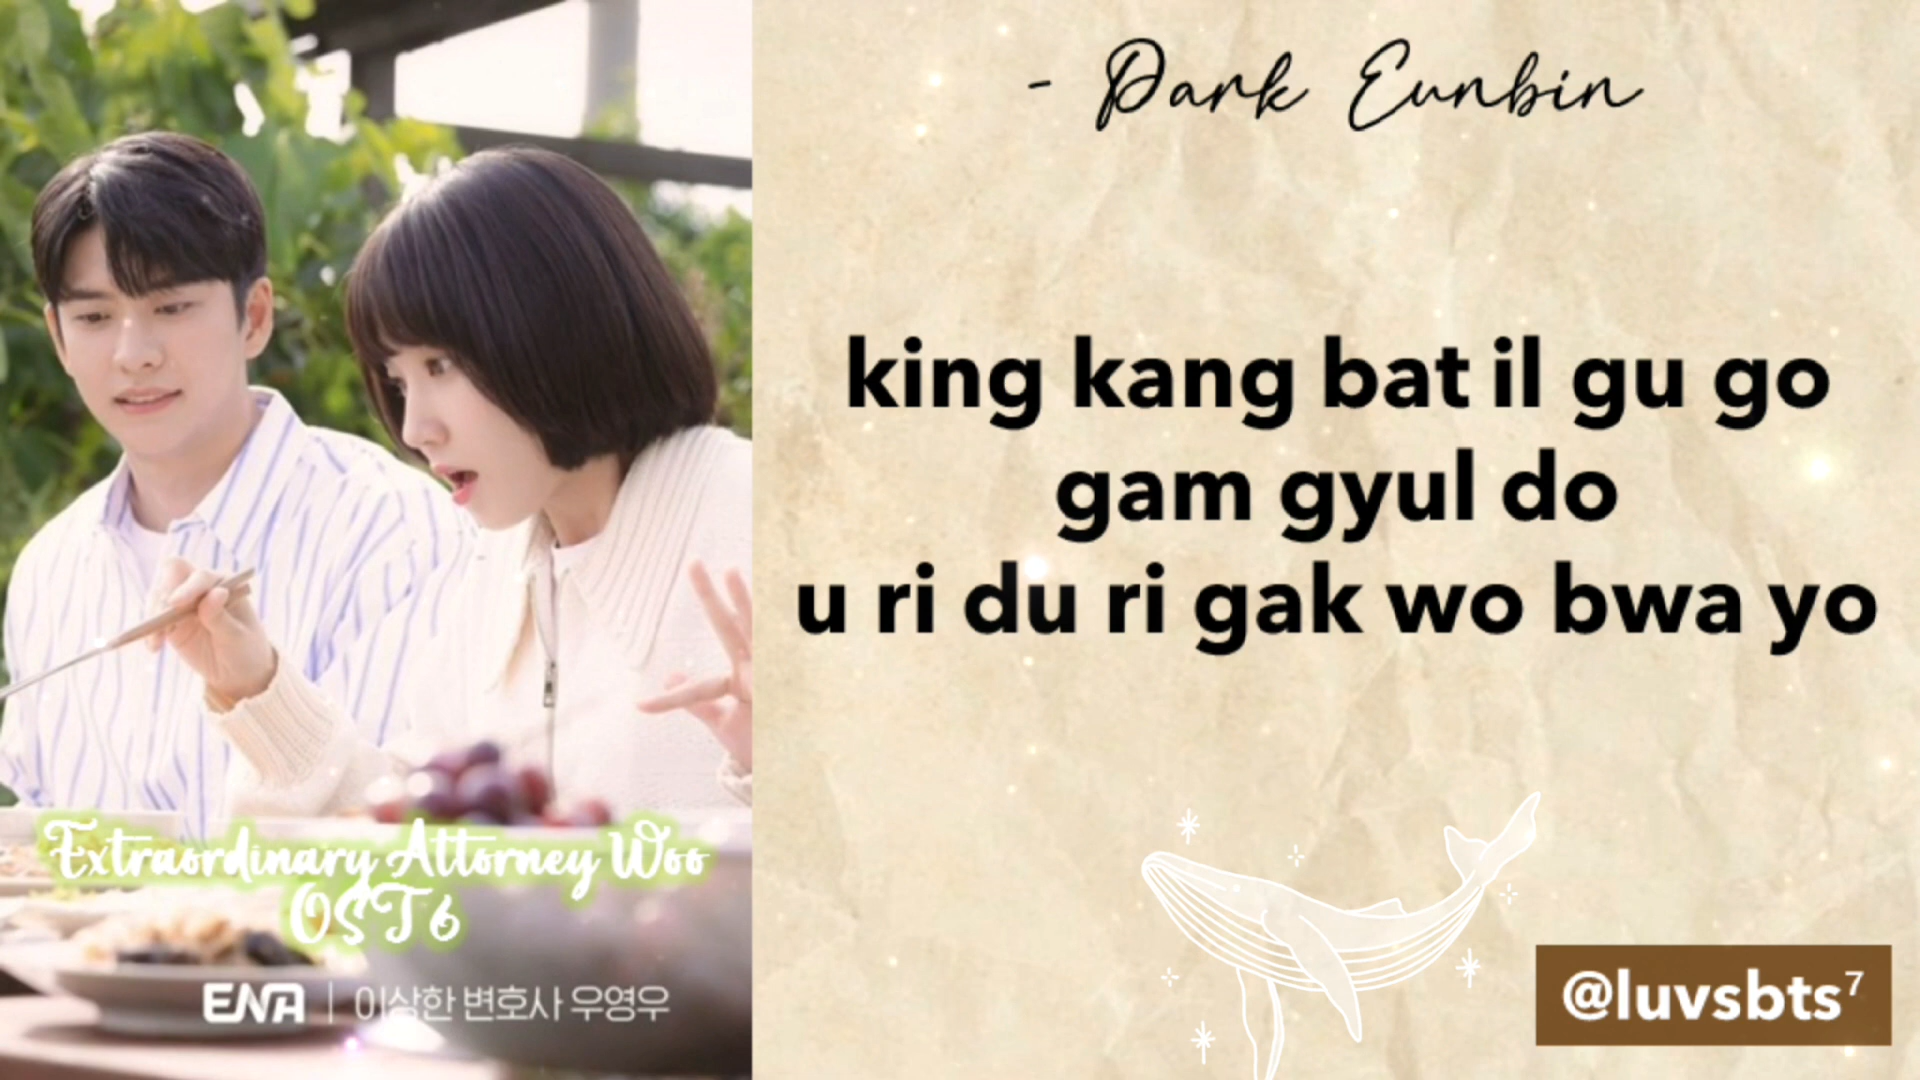 - Park Eunbin
king kang bat il gu go
gam gyul do
u ri du ri gak wo bwa yo
Extraordinary Attorney Woo
OST 6
ENA | 이상한 변호사 우영우
@luvsbts⁷